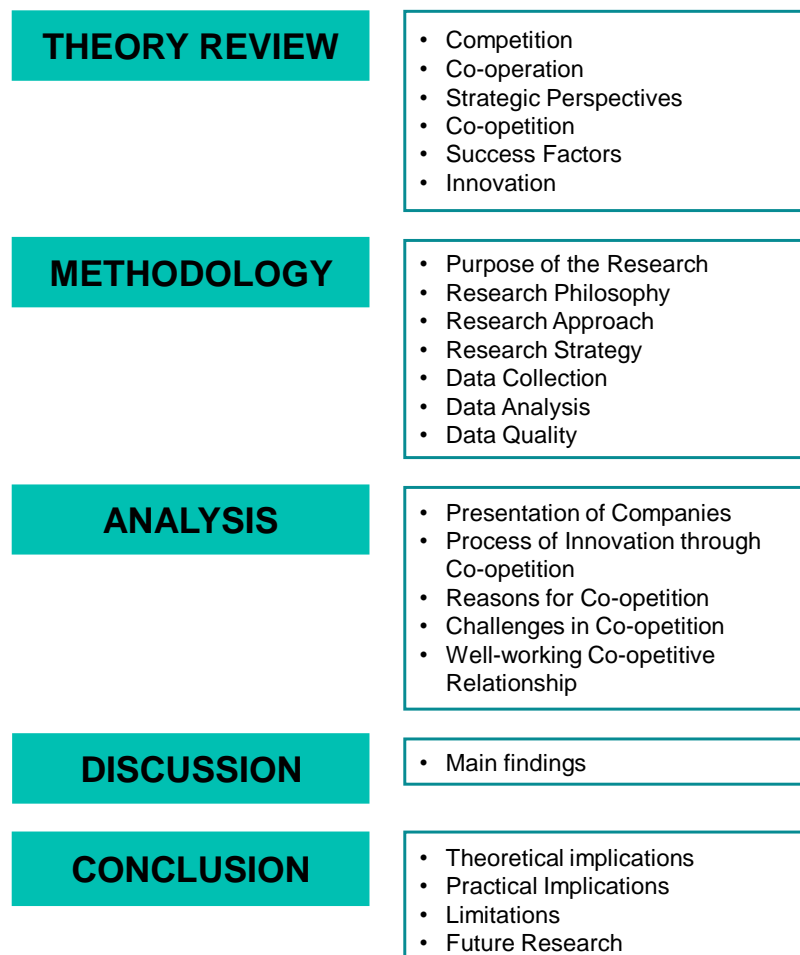 THEORY REVIEW
• Competition
• Co-operation
• Strategic Perspectives
• Co-opetition
• Success Factors
• Innovation
METHODOLOGY
• Purpose of the Research
• Research Philosophy
• Research Approach
• Research Strategy
• Data Collection
• Data Analysis
• Data Quality
ANALYSIS
• Presentation of Companies
• Process of Innovation through
Co-opetition
• Reasons for Co-opetition
• Challenges in Co-opetition
• Well-working Co-opetitive
Relationship
DISCUSSION
• Main findings
CONCLUSION
• Theoretical implications
• Practical Implications
• Limitations
• Future Research